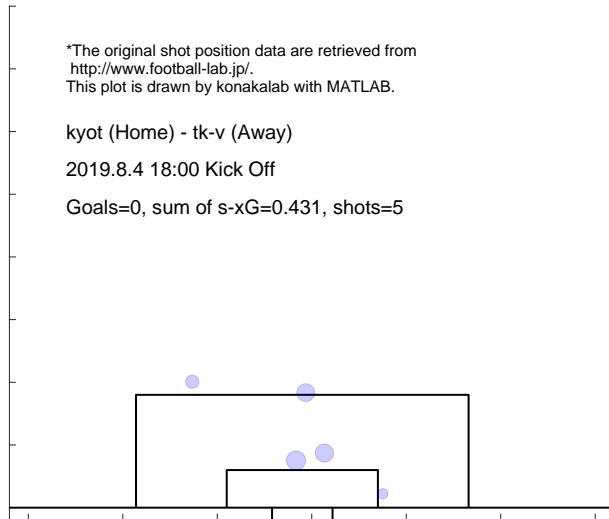 *The original shot position data are retrieved from
http://www.football-lab.jp/.
This plot is drawn by konakalab with MATLAB.
kyot (Home) - tk-v (Away)
2019.8.4 18:00 Kick Off
Goals=0, sum of s-xG=0.431, shots=5